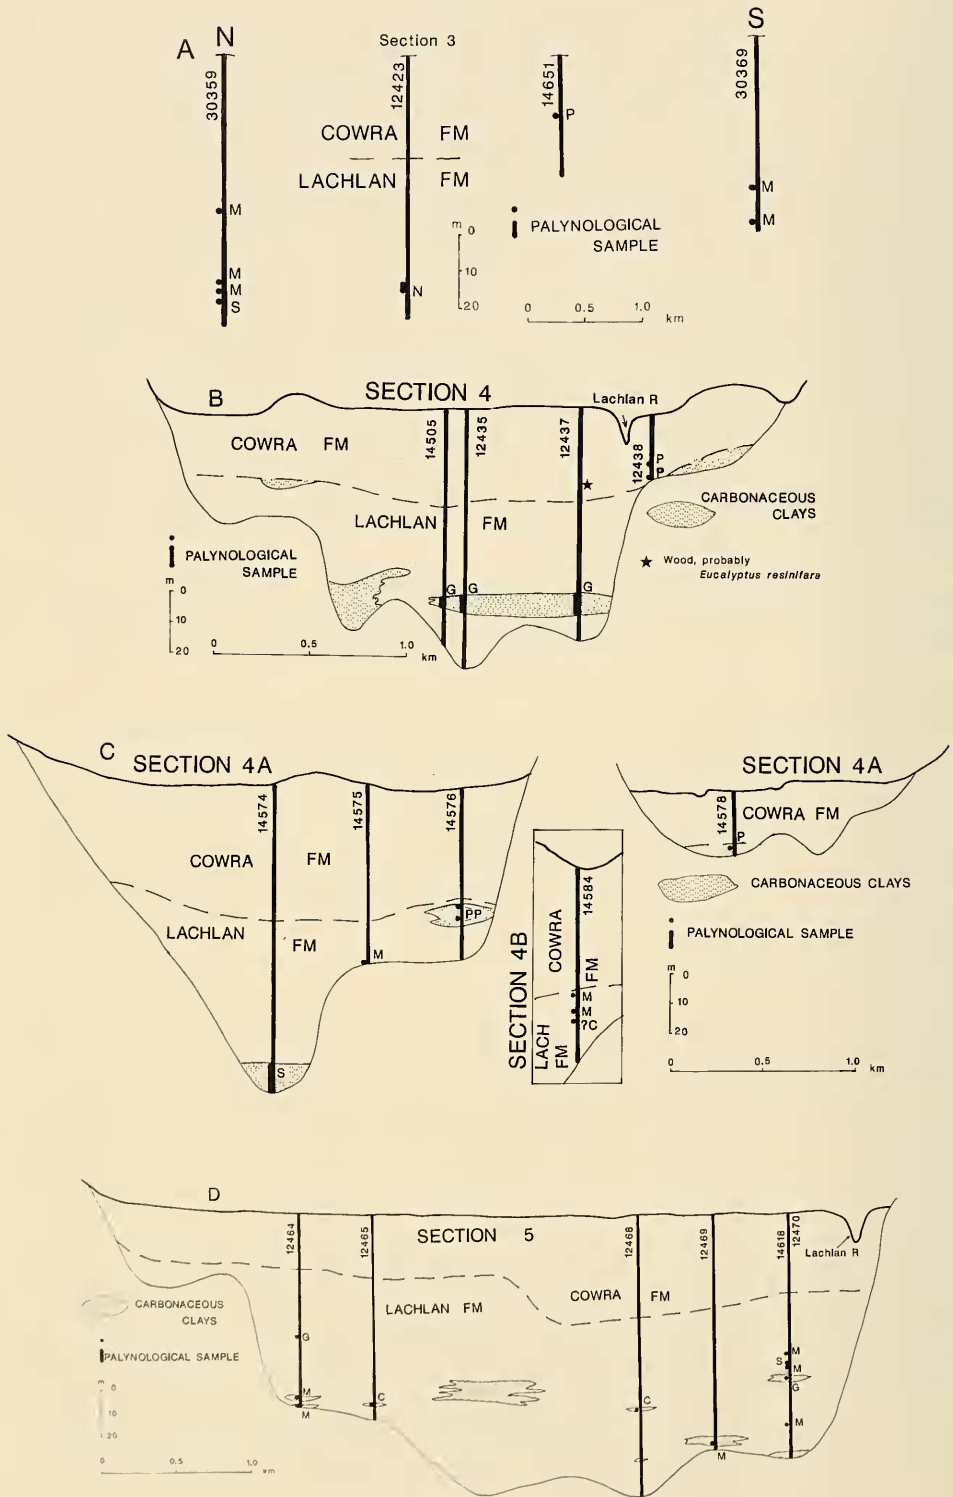 A N
Section 3
S
30359
12423
14651
30369
P
COWRA FM
LACHLAN FM
M
M
M
M
M
S
N
PALYNOLOGICAL
SAMPLE
m 0
10
20
0 0.5 1.0
km
B
SECTION 4
Lachlan R
14505
12435
12437
12438
COWRA FM
P
P
LACHLAN FM
CARBONACEOUS
CLAYS
PALYNOLOGICAL
SAMPLE
★ Wood, probably
Eucalyptus resinifara
G
G
G
m
0
10
20
0 0.5 1.0
km
C
SECTION 4A
14574
14575
14576
COWRA FM
LACHLAN FM
PP
M
S
SECTION 4B
14584
COWRA FM
LACH FM
M
M
?C
SECTION 4A
14578
COWRA FM
P
CARBONACEOUS CLAYS
PALYNOLOGICAL SAMPLE
m 0
10
20
0 0.5 1.0
km
D
SECTION 5
12464
12465
12468
12469
14618
12470
Lachlan R
COWRA FM
LACHLAN FM
CARBONACEOUS
CLAYS
PALYNOLOGICAL SAMPLE
G
M
M
C
C
M
M
S
M
G
M
m
0
10
20
0 0.5 1.0
km